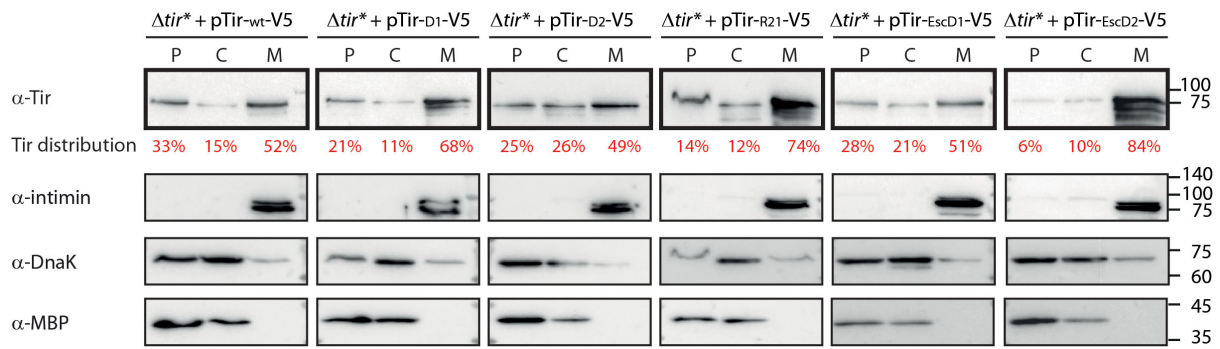 Δtir* + pTir-wt-V5 Δtir* + pTir-D1-V5 Δtir* + pTir-D2-V5 Δtir* + pTir-R21-V5 Δtir* + pTir-EscD1-V5 Δtir* + pTir-EscD2-V5
P C M P C M P C M P C M P C M P C M
α-Tir 100
75
Tir distribution 33% 15% 52% 21% 11% 68% 25% 26% 49% 14% 12% 74% 28% 21% 51% 6% 10% 84%
140
α-intimin 100
75
α-DnaK 75
60
α-MBP 45
35